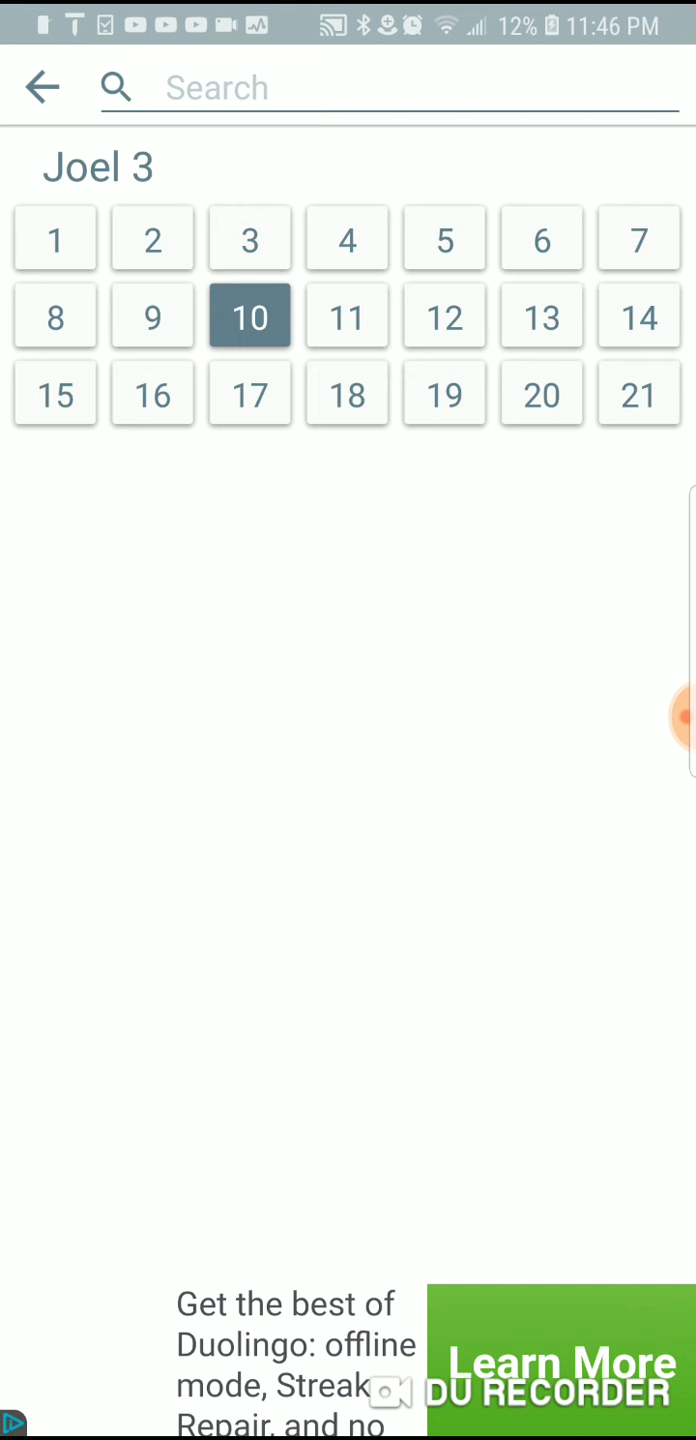 12% 11:46 PM
Search
Joel 3
1 2 3 4 5 6 7
8 9 10 11 12 13 14
15 16 17 18 19 20 21
Get the best of
Duolingo: offline
mode, Streak
Repair, and no
Learn More
DU RECORDER